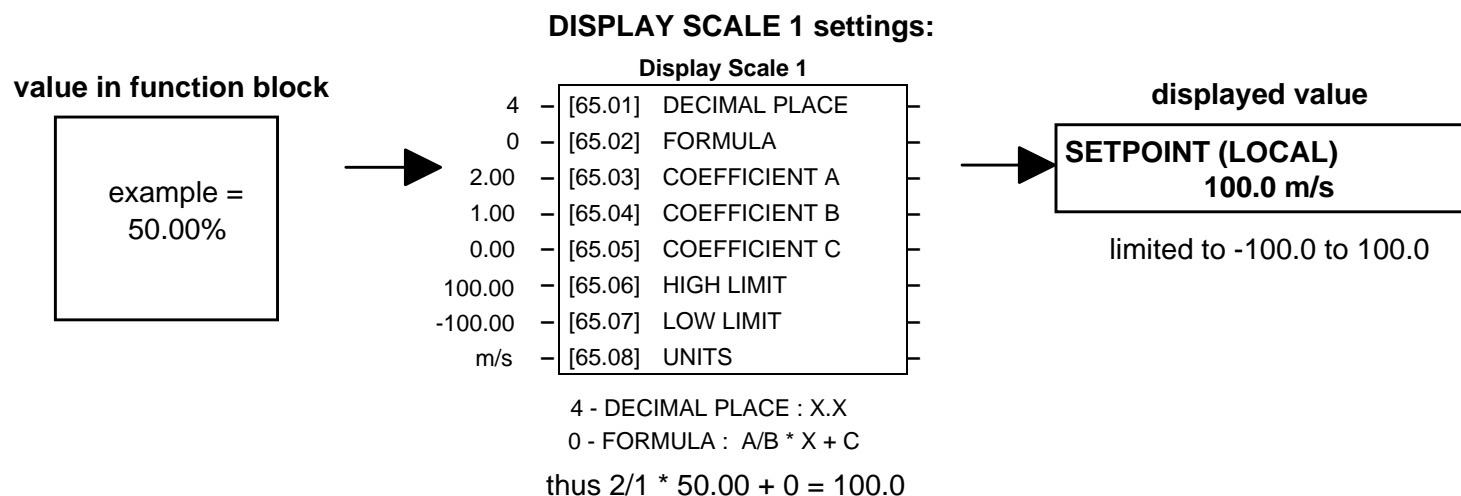 DISPLAY SCALE 1 settings:
value in function block
example =
50.00%
Display Scale 1
4 – [65.01] DECIMAL PLACE –
0 – [65.02] FORMULA –
2.00 – [65.03] COEFFICIENT A –
1.00 – [65.04] COEFFICIENT B –
0.00 – [65.05] COEFFICIENT C –
100.00 – [65.06] HIGH LIMIT –
-100.00 – [65.07] LOW LIMIT –
m/s – [65.08] UNITS –
4 - DECIMAL PLACE : X.X
0 - FORMULA : A/B * X + C
thus 2/1 * 50.00 + 0 = 100.0
displayed value
SETPOINT (LOCAL)
100.0 m/s
limited to -100.0 to 100.0